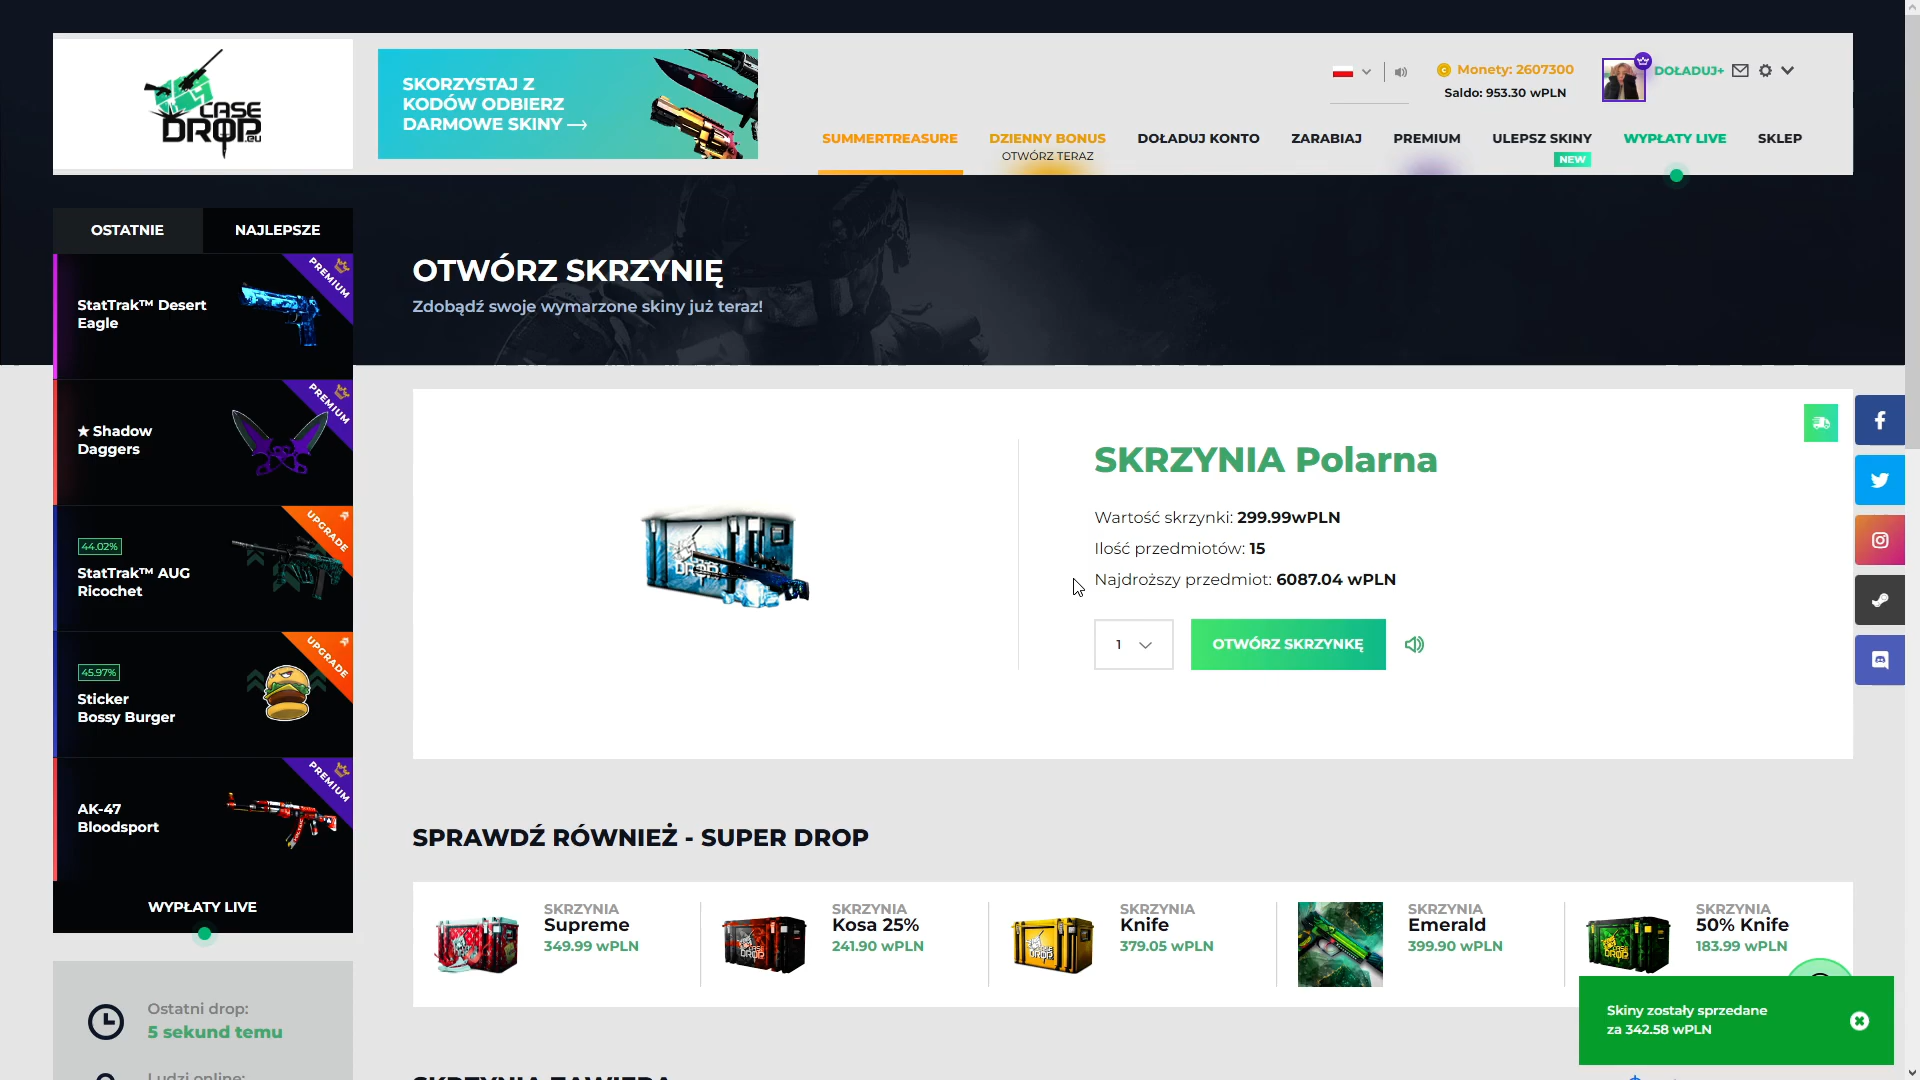 CASE
DROP.eu
SKORZYSTAJ Z
KODÓW ODBIERZ
DARMOWE SKINY
Monety: 2607300
Saldo: 953.30 wPLN
DOŁADUJ+
SUMMERTREASURE
DZIENNY BONUS
OTWÓRZ TERAZ
DOŁADUJ KONTO
ZARABIAJ
PREMIUM
ULEPSZ SKINY
NEW
WYPŁATY LIVE
SKLEP
OSTATNIE
NAJLEPSZE
OTWÓRZ SKRZYNIĘ
Zdobądź swoje wymarzone skiny już teraz!
PREMIUM
StatTrak™ Desert
Eagle
PREMIUM
★ Shadow
Daggers
UPGRADE
44.02%
StatTrak™ AUG
Ricochet
UPGRADE
45.97%
Sticker
Bossy Burger
PREMIUM
AK-47
Bloodsport
WYPŁATY LIVE
Ostatni drop:
5 sekund temu
Ludzi online:
SKRZYNIA Polarna
Wartość skrzynki: 299.99wPLN
Ilość przedmiotów: 15
Najdroższy przedmiot: 6087.04 wPLN
1
OTWÓRZ SKRZYNKĘ
SPRAWDŹ RÓWNIEŻ - SUPER DROP
SKRZYNIA
Supreme
349.99 wPLN
SKRZYNIA
Kosa 25%
241.90 wPLN
SKRZYNIA
Knife
379.05 wPLN
SKRZYNIA
Emerald
399.90 wPLN
SKRZYNIA
50% Knife
183.99 wPLN
Skiny zostały sprzedane
za 342.58 wPLN
SKRZYNIA ZAWIERA